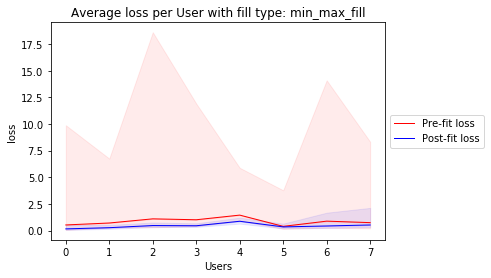 Average loss per User with fill type: min_max_fill
17.5
15.0
12.5
10.0
7.5
5.0
2.5
0.0
loss
Pre-fit loss
Post-fit loss
0 1 2 3 4 5 6 7
Users